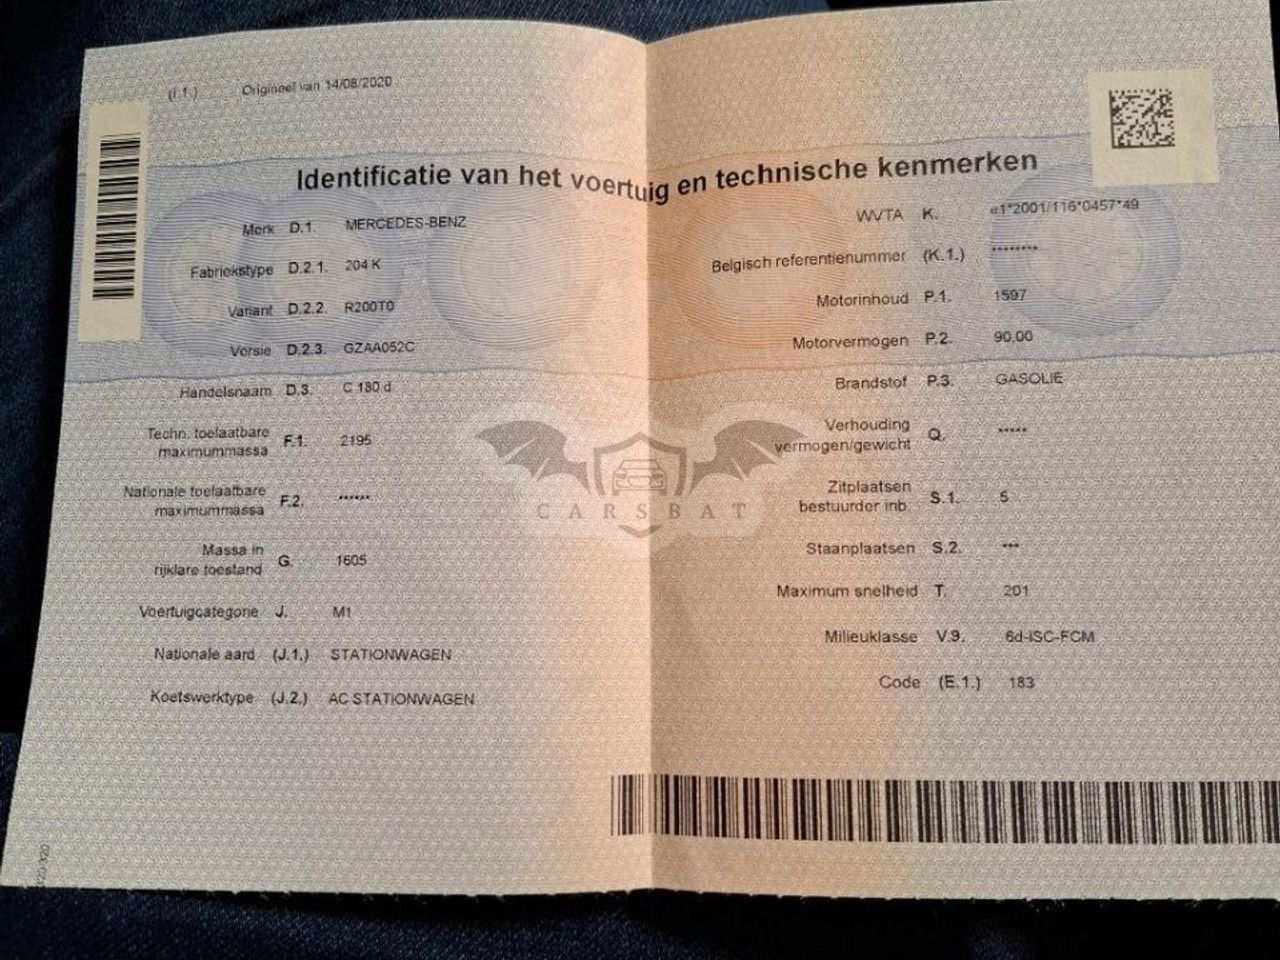 (I.1.) Origineel van 14/08/2020
Identificatie van het voertuig en technische kenmerken
Merk D.1. MERCEDES-BENZ
Fabriekstype D.2.1. 204 K
Variant D.2.2. R200T0
Versie D.2.3. GZAA052C
Handelsnaam D.3. C 180 d
Techn. toelaatbare
maximummassa F.1. 2195
Nationale toelaatbare
maximummassa F.2. ******
Massa in
rijklare toestand G. 1605
Voertuigcategorie J. M1
Nationale aard (J.1.) STATIONWAGEN
Koetswerktype (J.2.) AC STATIONWAGEN
WVTA K. e1*2001/116*0457*49
Belgisch referentienummer (K.1.) ********
Motorinhoud P.1. 1597
Motorvermogen P.2. 90.00
Brandstof P.3. GASOLIE
Verhouding
vermogen/gewicht Q. *****
Zitplaatsen
bestuurder inb. S.1. 5
Staanplaatsen S.2. ***
Maximum snelheid T. 201
Milieuklasse V.9. 6d-ISC-FCM
Code (E.1.) 183
CARSBAT